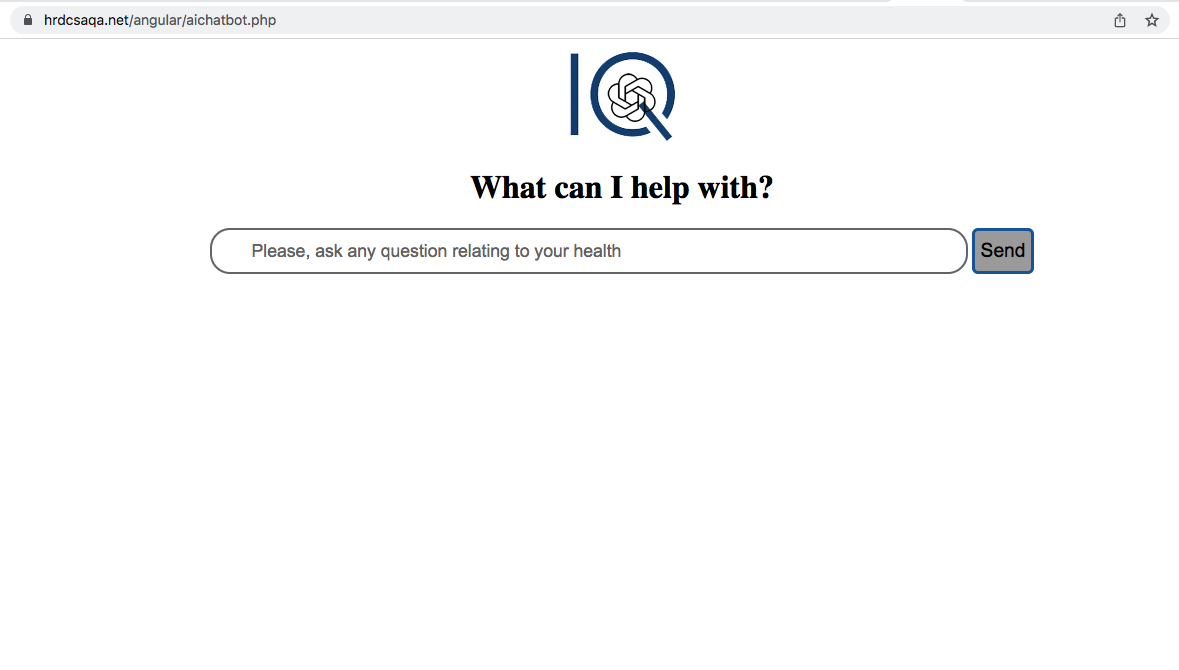 hrdcsaqa.net/angular/aichatbot.php
IQ
What can I help with?
Please, ask any question relating to your health
Send